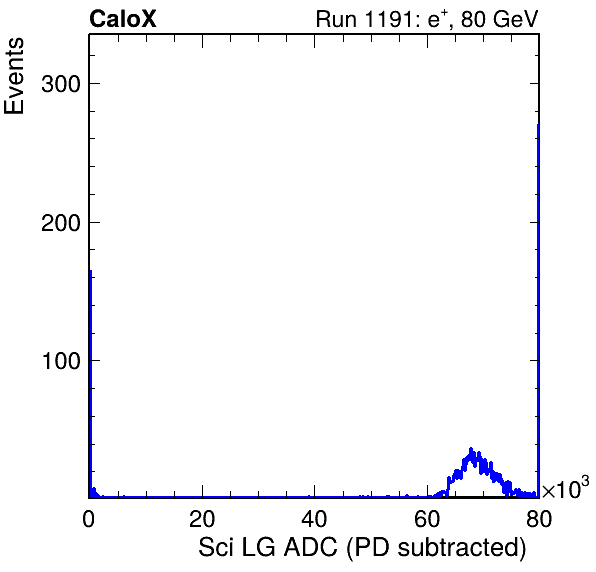 CaloX Run 1191: e⁺, 80 GeV
Events
300
200
100
0 20 40 60 80 ×10³
Sci LG ADC (PD subtracted)